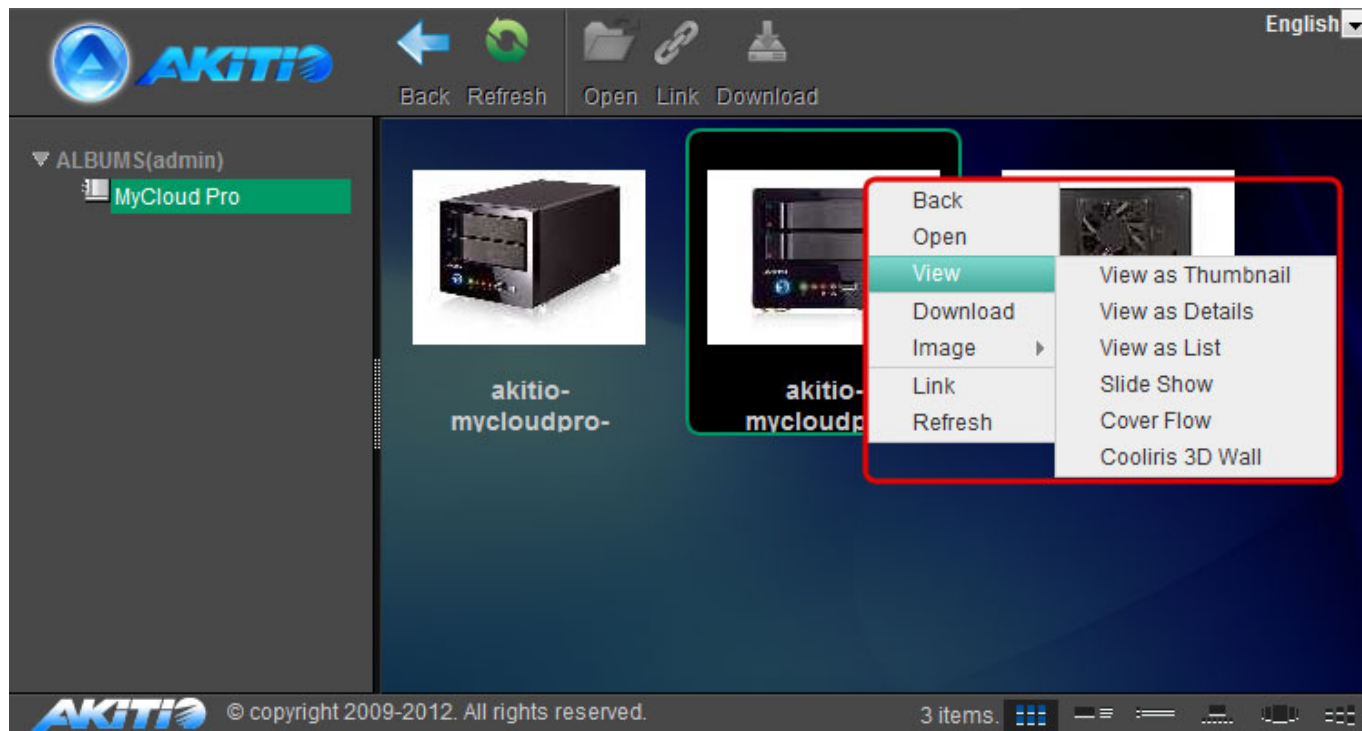 AKiTiO
English
Back Refresh Open Link Download
ALBUMS(admin)
MyCloud Pro
akitio-
mycloudpro-
akitio-
mycloudp
Back
Open
View
Download
Image
Link
Refresh
View as Thumbnail
View as Details
View as List
Slide Show
Cover Flow
Cooliris 3D Wall
AKiTiO © copyright 2009-2012. All rights reserved. 3 items.